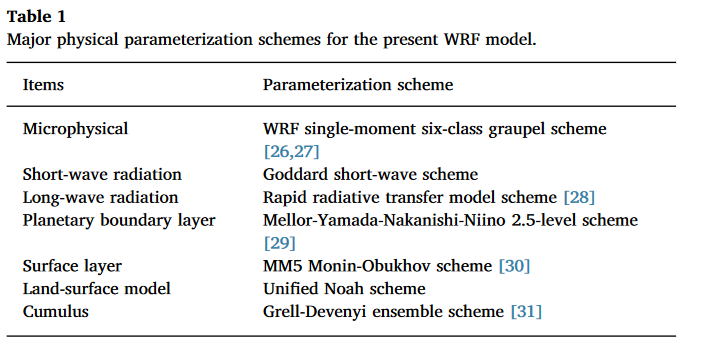 Table 1
Major physical parameterization schemes for the present WRF model.
Items Parameterization scheme
Microphysical WRF single-moment six-class graupel scheme
[26,27]
Short-wave radiation Goddard short-wave scheme
Long-wave radiation Rapid radiative transfer model scheme [28]
Planetary boundary layer Mellor-Yamada-Nakanishi-Niino 2.5-level scheme
[29]
Surface layer MM5 Monin-Obukhov scheme [30]
Land-surface model Unified Noah scheme
Cumulus Grell-Devenyi ensemble scheme [31]